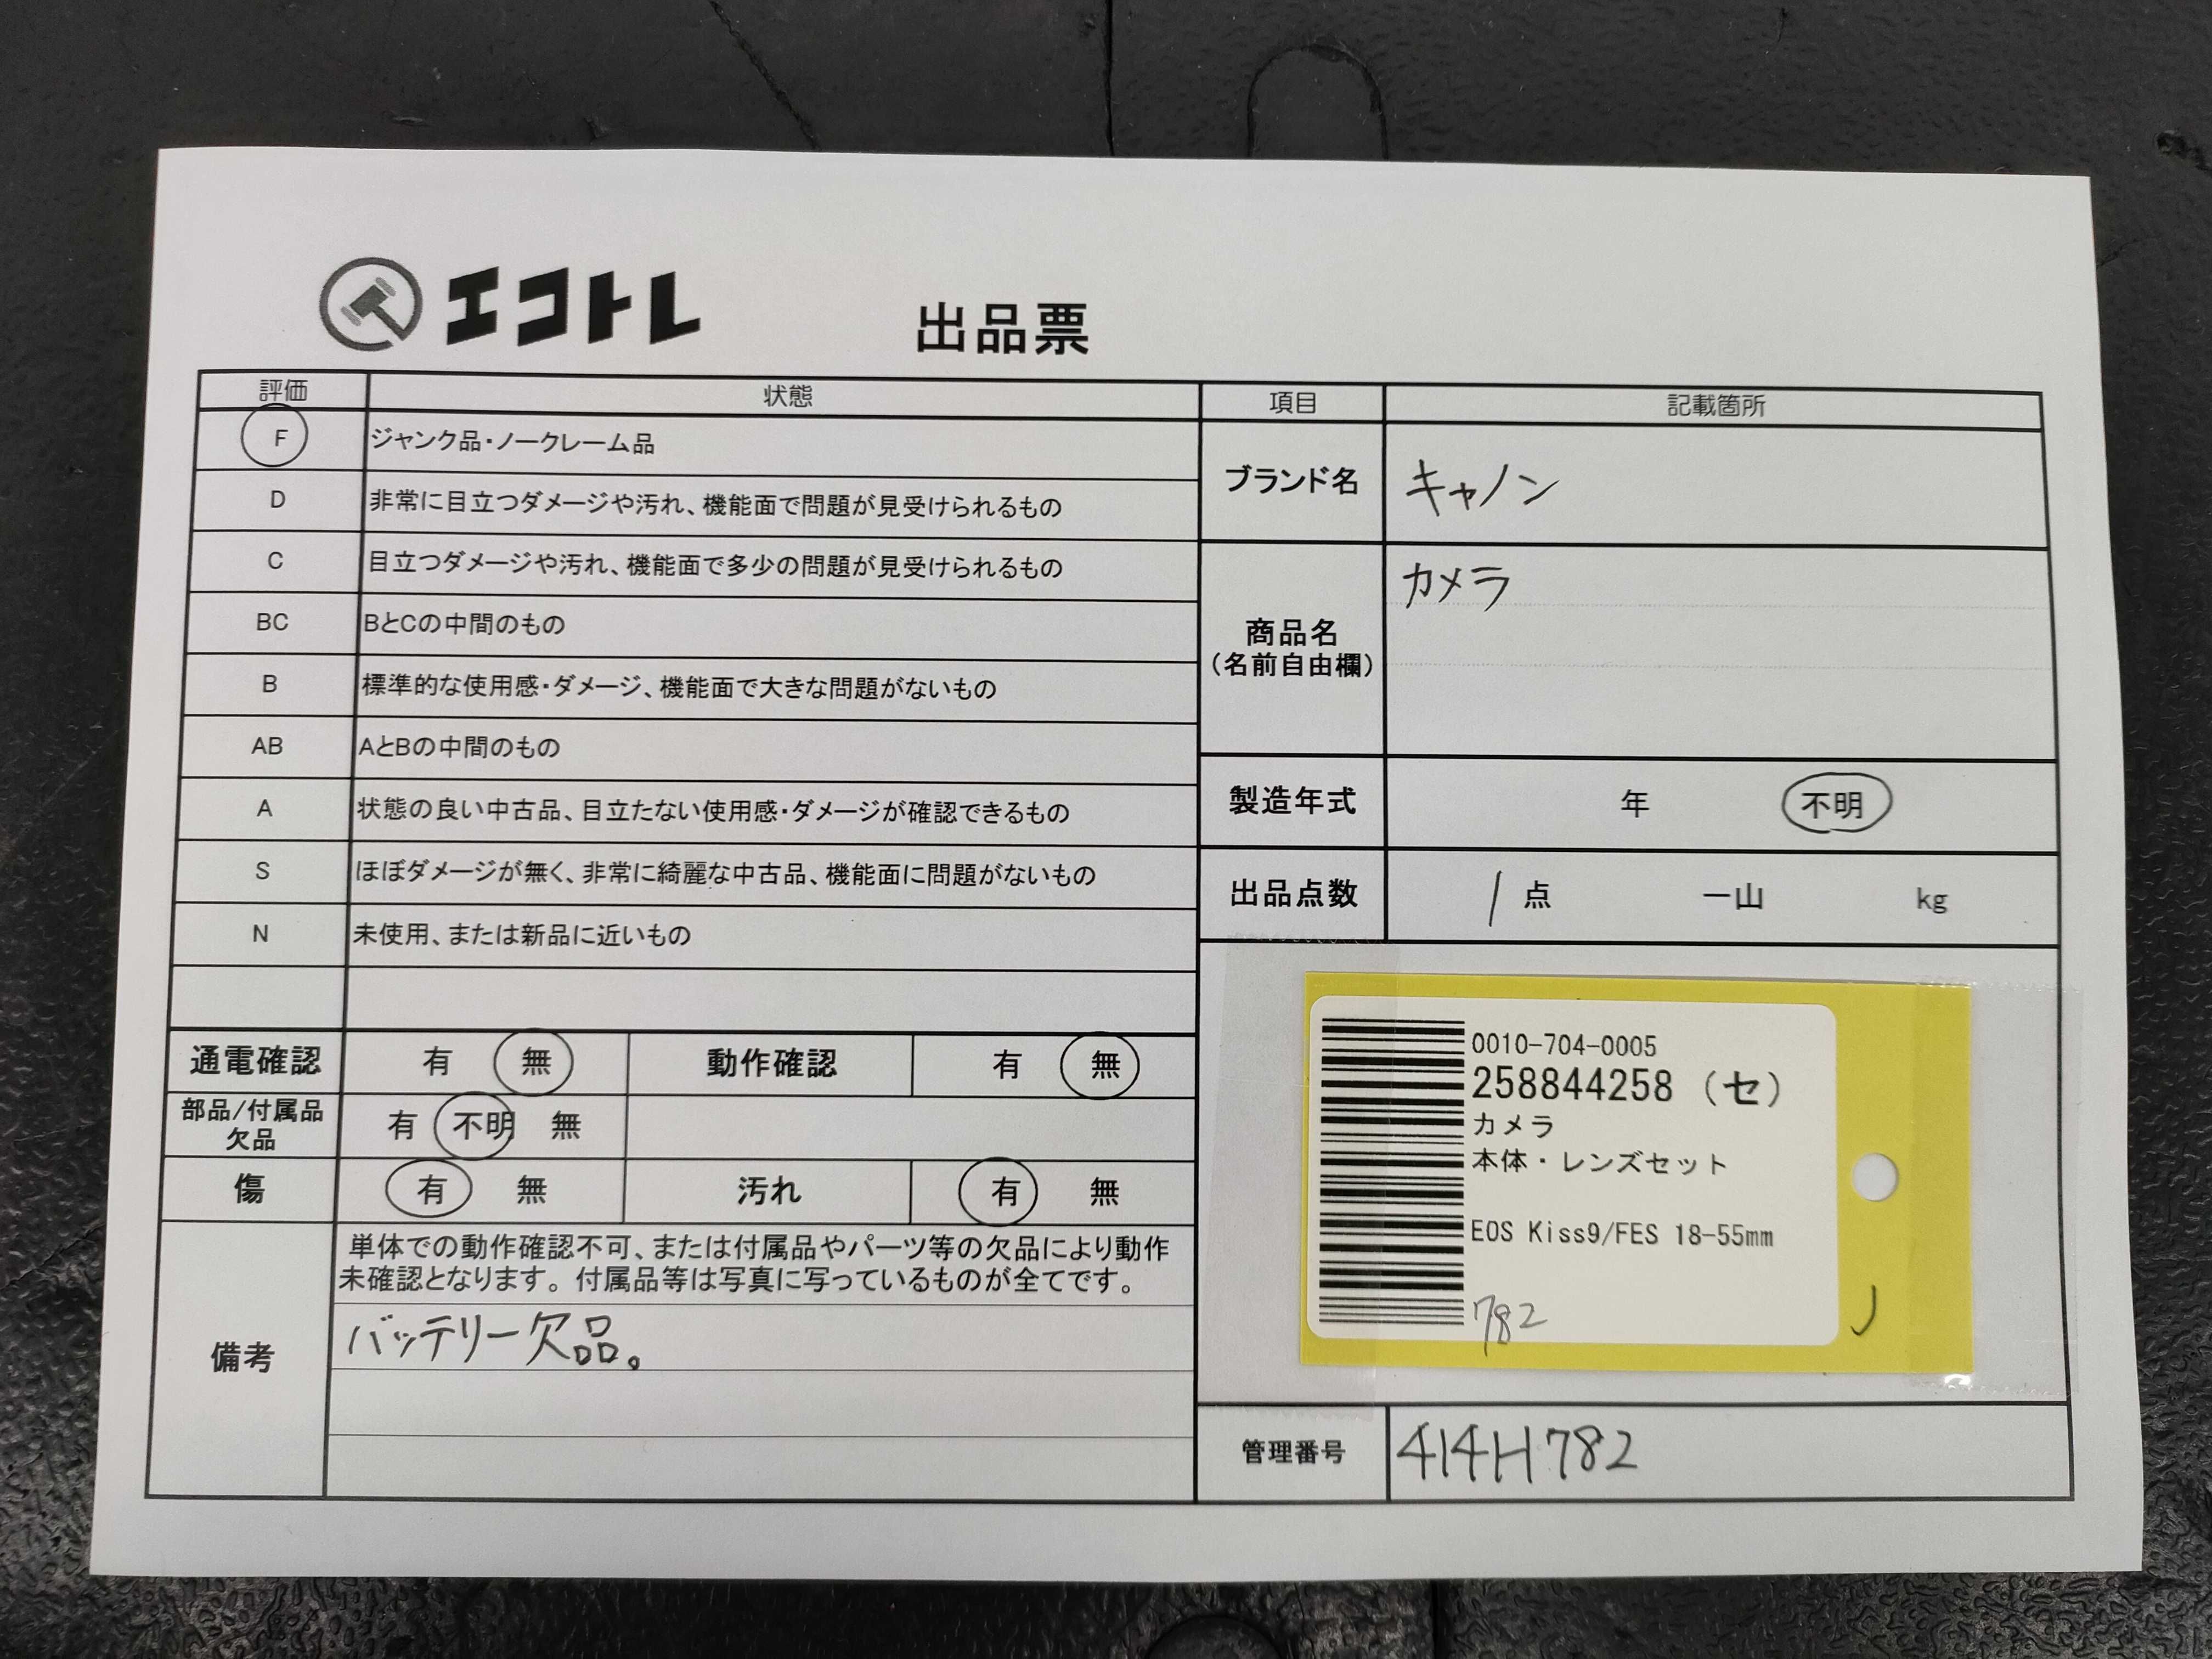 エコトレ 出品票
評価 状態
F ジャンク品・ノークレーム品
D 非常に目立つダメージや汚れ、機能面で問題が見受けられるもの
C 目立つダメージや汚れ、機能面で多少の問題が見受けられるもの
BC BとCの中間のもの
B 標準的な使用感・ダメージ、機能面で大きな問題がないもの
AB AとBの中間のもの
A 状態の良い中古品、目立たない使用感・ダメージが確認できるもの
S ほぼダメージが無く、非常に綺麗な中古品、機能面に問題がないもの
N 未使用、または新品に近いもの
通電確認 有 無 動作確認 有 無
部品/付属品
欠品 有 不明 無
傷 有 無 汚れ 有 無
備考
単体での動作確認不可、または付属品やパーツ等の欠品により動作
未確認となります。付属品等は写真に写っているものが全てです。
バッテリー欠品。
項目 記載箇所
ブランド名 キャノン
商品名
(名前自由欄)
カメラ
製造年式 年 不明
出品点数 1点 一山 kg
0010-704-0005
258844258 (セ)
カメラ
本体・レンズセット
EOS Kiss9/FES 18-55mm
782
管理番号 414H782